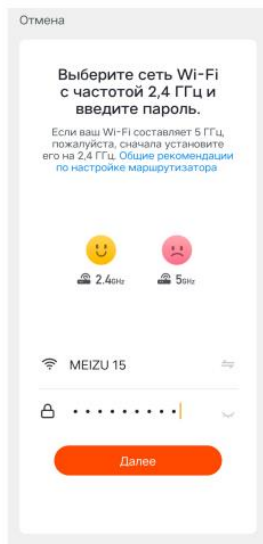 Отмена
Выберите сеть Wi-Fi
с частотой 2,4 ГГц и
введите пароль.
Если ваш Wi-Fi составляет 5 ГГц,
пожалуйста, сначала установите
его на 2,4 ГГц. Общие рекомендации
по настройке маршрутизатора
2.4GHz 5GHz
MEIZU 15
Далее